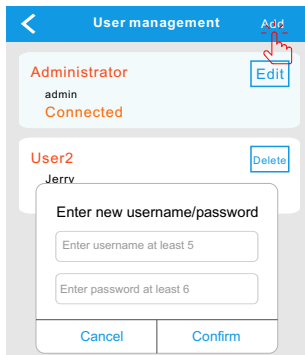 User management Add
Administrator Edit
admin
Connected
User2 Delete
Jerry
Enter new username/password
Enter username at least 5
Enter password at least 6
Cancel Confirm